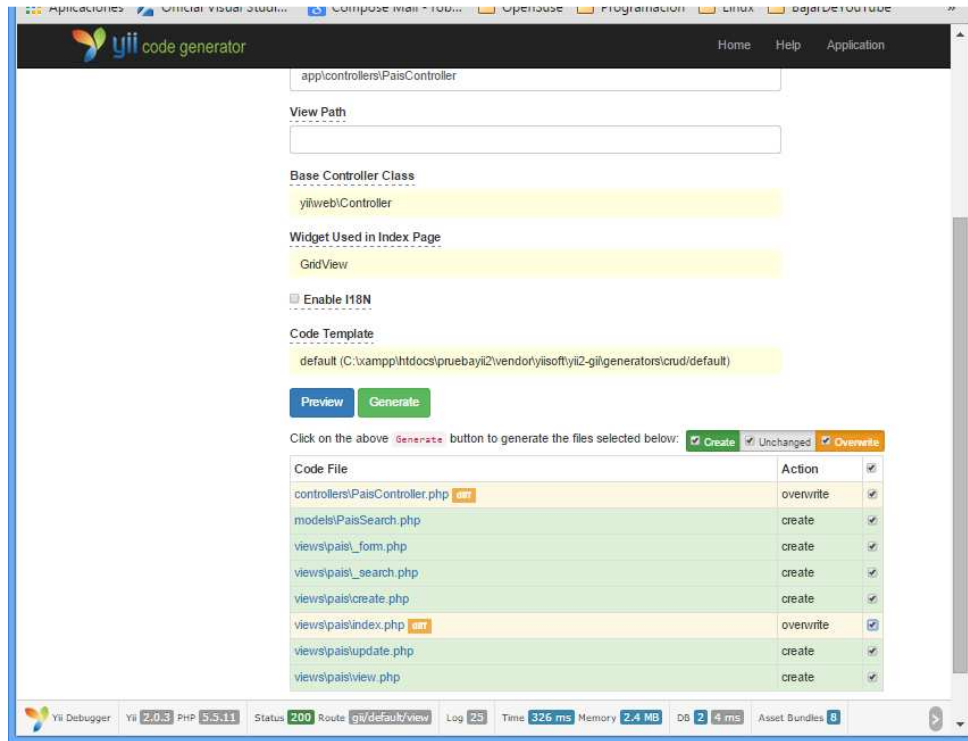 Aplicaciones Official Visual Studi... Compose Mail - Tob... OpenSuse Programación Linux BajarDeYouTube »
yii code generator Home Help Application
app\controllers\PaisController
View Path
Base Controller Class
yii\web\Controller
Widget Used in Index Page
GridView
Enable I18N
Code Template
default (C:\xampp\htdocs\pruebayii2\vendor\yiisoft\yii2-gii\generators\crud/default)
Preview Generate
Click on the above Generate button to generate the files selected below: Create Unchanged Overwrite
Code File Action
controllers\PaisController.php diff overwrite
models\PaisSearch.php create
views\pais\_form.php create
views\pais\_search.php create
views\pais\create.php create
views\pais\index.php diff overwrite
views\pais\update.php create
views\pais\view.php create
Yii Debugger Yii 2.0.3 PHP 5.5.11 Status 200 Route gii/default/view Log 25 Time 326 ms Memory 2.4 MB DB 2 4 ms Asset Bundles 8